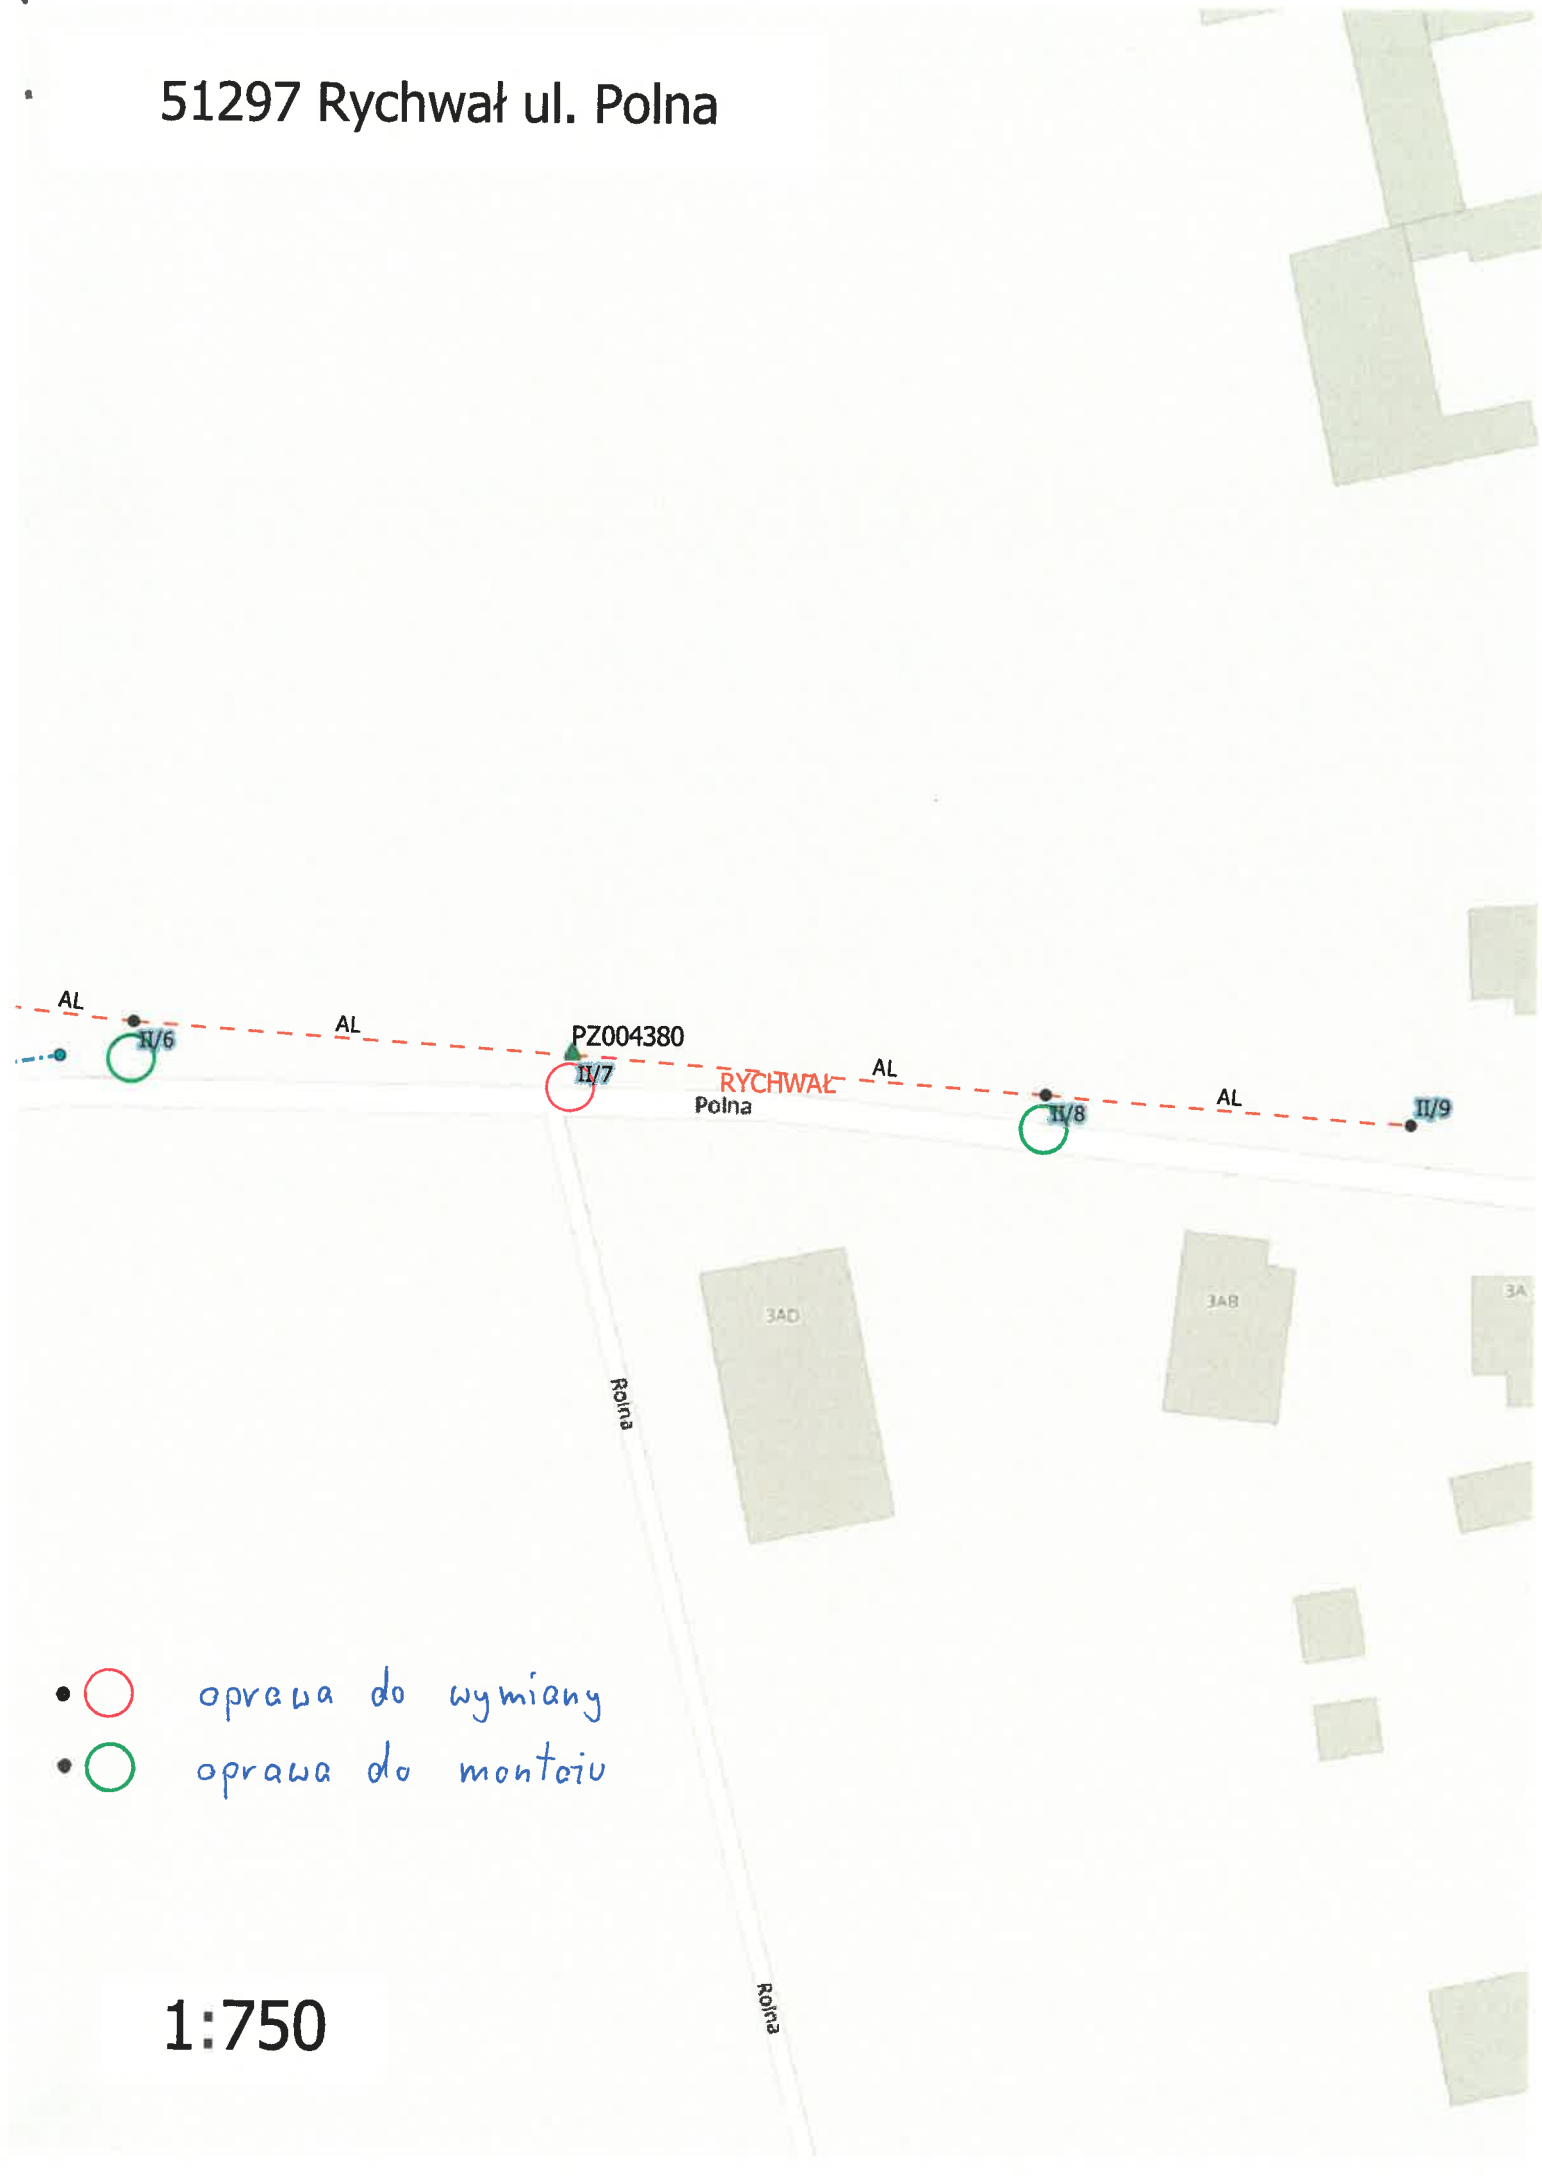 51297 Rychwał ul. Polna
AL
II/6
AL
PZ004380
II/7
RYCHWAŁ
Polna
AL
II/8
AL
II/9
3AD
3AB
3A
Rolna
oprawa do wymiany
oprawa do montażu
Rolna
1:750